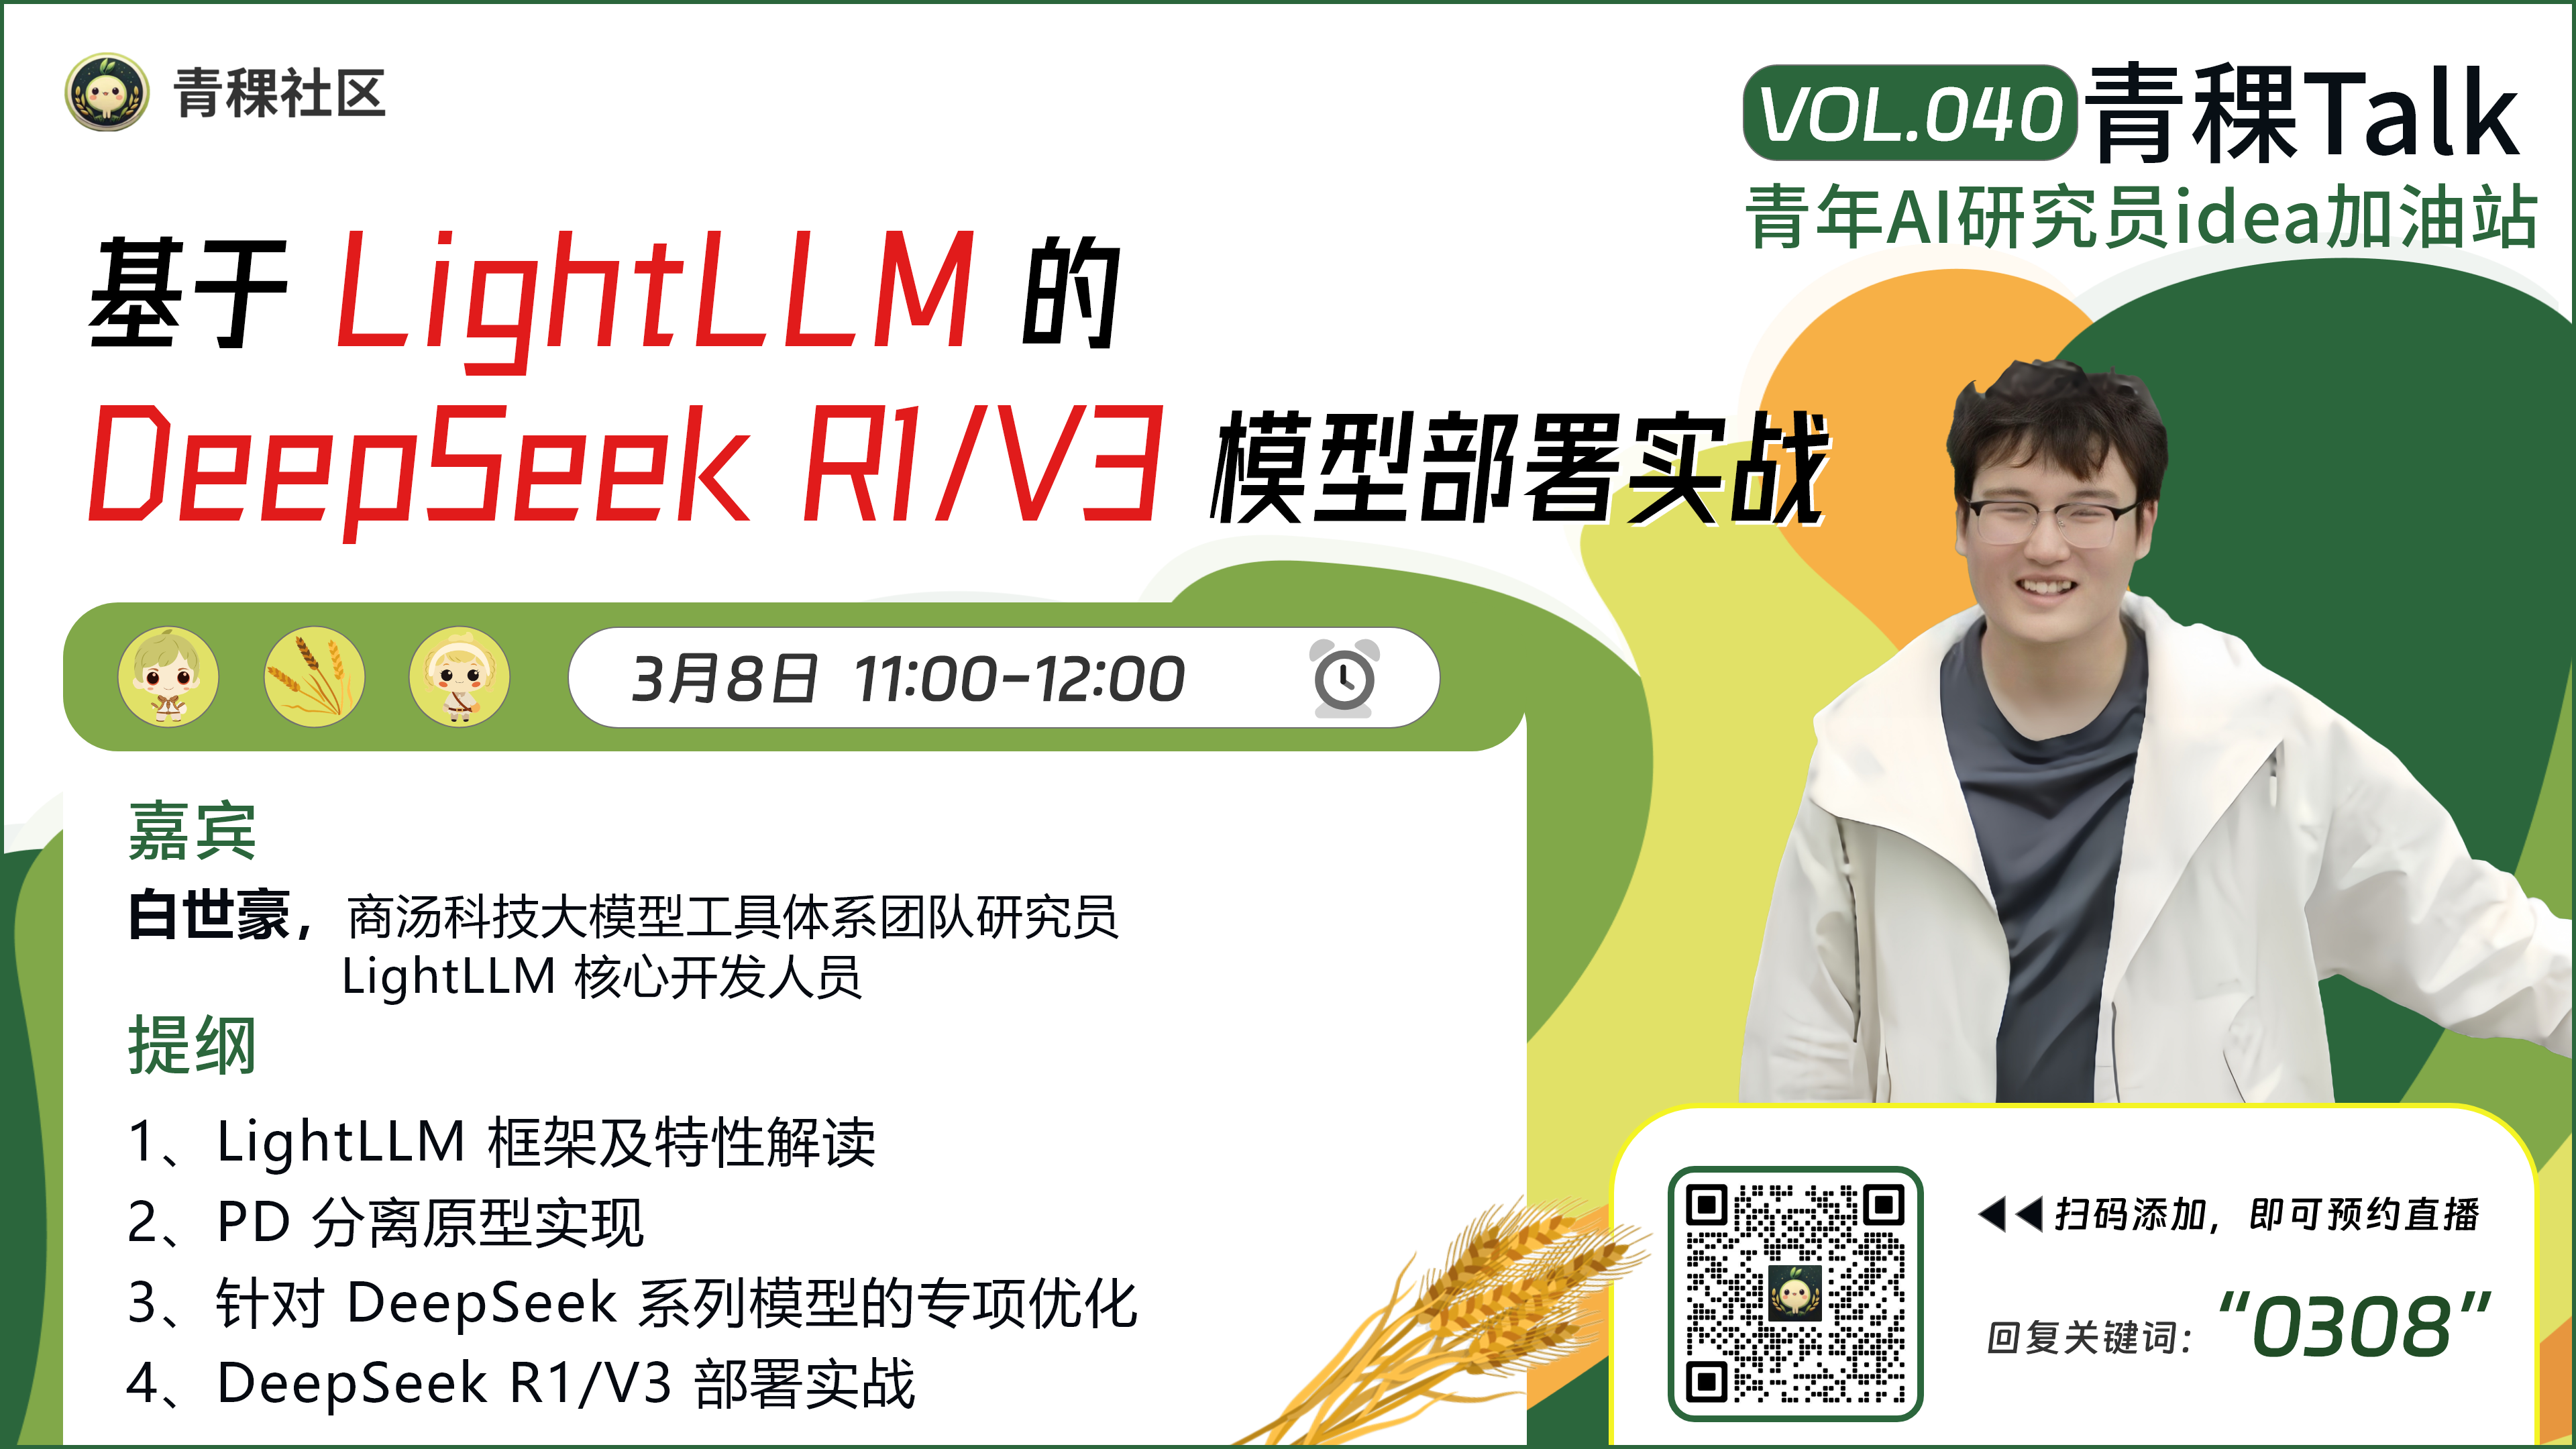 青稞社区
VOL.040 青稞Talk
青年AI研究员idea加油站
基于 LightLLM 的
DeepSeek R1/V3 模型部署实战
3月8日 11:00-12:00
嘉宾
白世豪，商汤科技大模型工具体系团队研究员
LightLLM 核心开发人员
提纲
1、LightLLM 框架及特性解读
2、PD 分离原型实现
3、针对 DeepSeek 系列模型的专项优化
4、DeepSeek R1/V3 部署实战
扫码添加，即可预约直播
回复关键词：“0308”